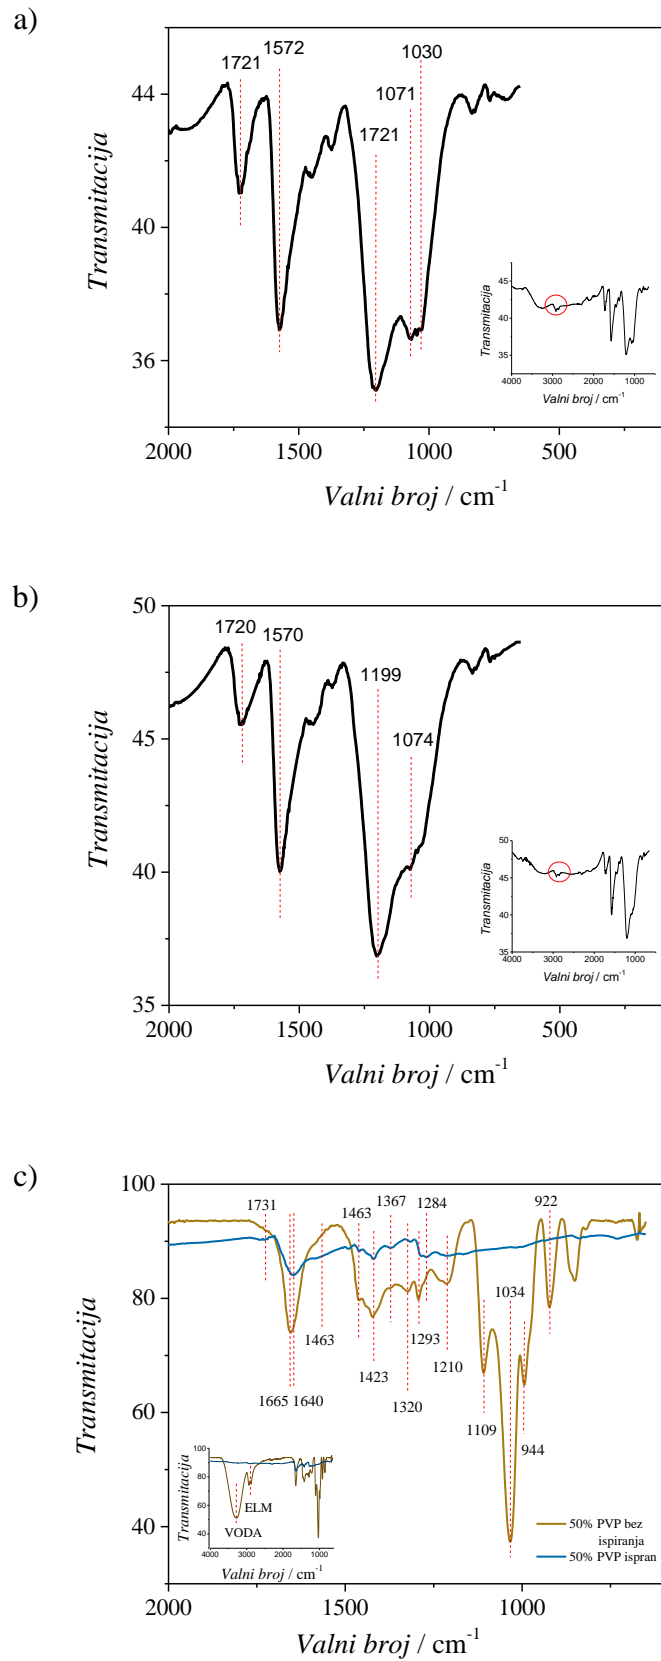 a)
1030
1572
1721
1071
1721
44
40
36
Transmitacija
45
40
35
Transmitacija
4000 3000 2000 1000
Valni broj / cm
2000 1500 1000 500
Valni broj / cm-1
b)
50
45
40
35
1720
1570
1199
1074
Transmitacija
50
45
40
35
Transmitacija
4000 3000 2000 1000
Valni broj / cm-1
2000 1500 1000 500
Valni broj / cm-1
c)
100
80
60
40
Transmitacija
1731
1463
1367
1284
922
1034
1463
1293
1210
1665 1640
1423
1320
1109
944
100
80
60
40
Transmitacija
ELM
VODA
4000 3000 2000 1000
Valni broj / cm-1
50% PVP bez
ispiranja
50% PVP ispran
2000 1500 1000
Valni broj / cm-1